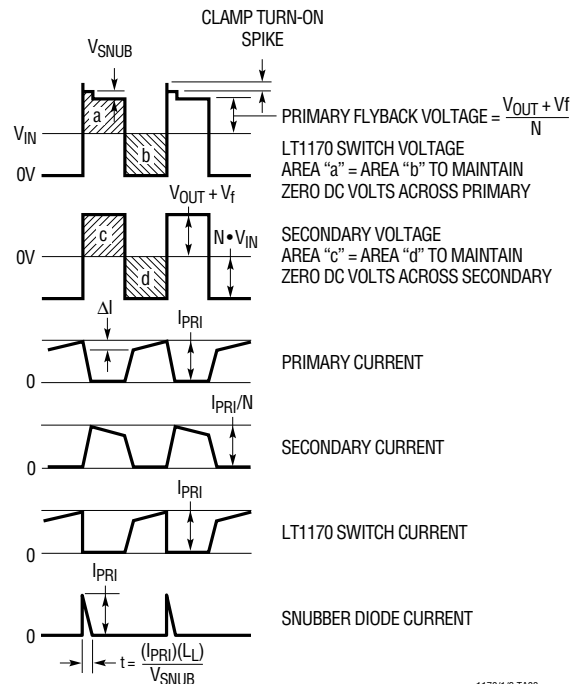 CLAMP TURN-ON
SPIKE
VSNUB
a
PRIMARY FLYBACK VOLTAGE = VOUT + Vf
N
VIN
LT1170 SWITCH VOLTAGE
AREA “a” = AREA “b” TO MAINTAIN
ZERO DC VOLTS ACROSS PRIMARY
b
0V
VOUT + Vf
N•VIN
SECONDARY VOLTAGE
AREA “c” = AREA “d” TO MAINTAIN
ZERO DC VOLTS ACROSS SECONDARY
c
0V
d
ΔI
IPRI
PRIMARY CURRENT
0
IPRI/N
SECONDARY CURRENT
0
IPRI
LT1170 SWITCH CURRENT
0
IPRI
SNUBBER DIODE CURRENT
0
t = (IPRI)(LL)
VSNUB